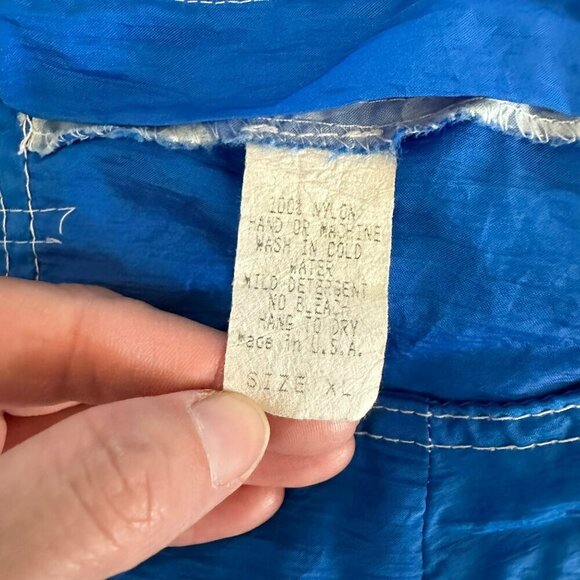 100% NYLON
HAND OR MACHINE
WASH IN COLD
WATER
MILD DETERGENT
NO BLEACH
HANG TO DRY
Made in U.S.A.
SIZE XL